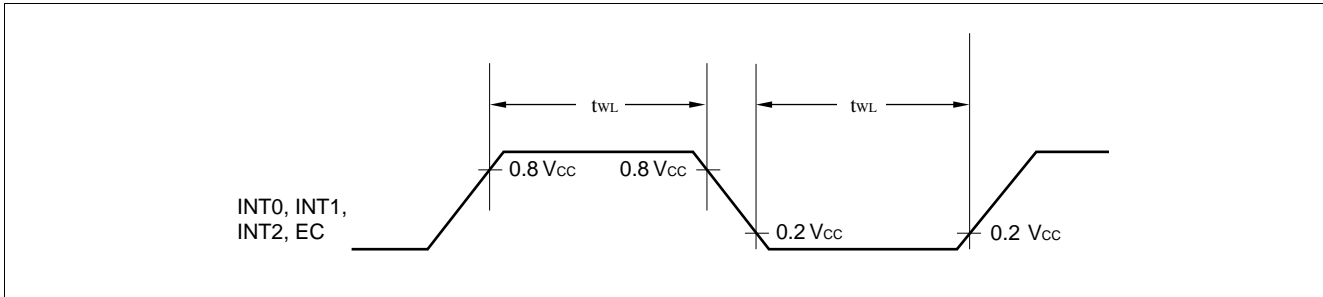 tWL
tWL
0.8 VCC
0.8 VCC
INT0, INT1,
INT2, EC
0.2 VCC
0.2 VCC